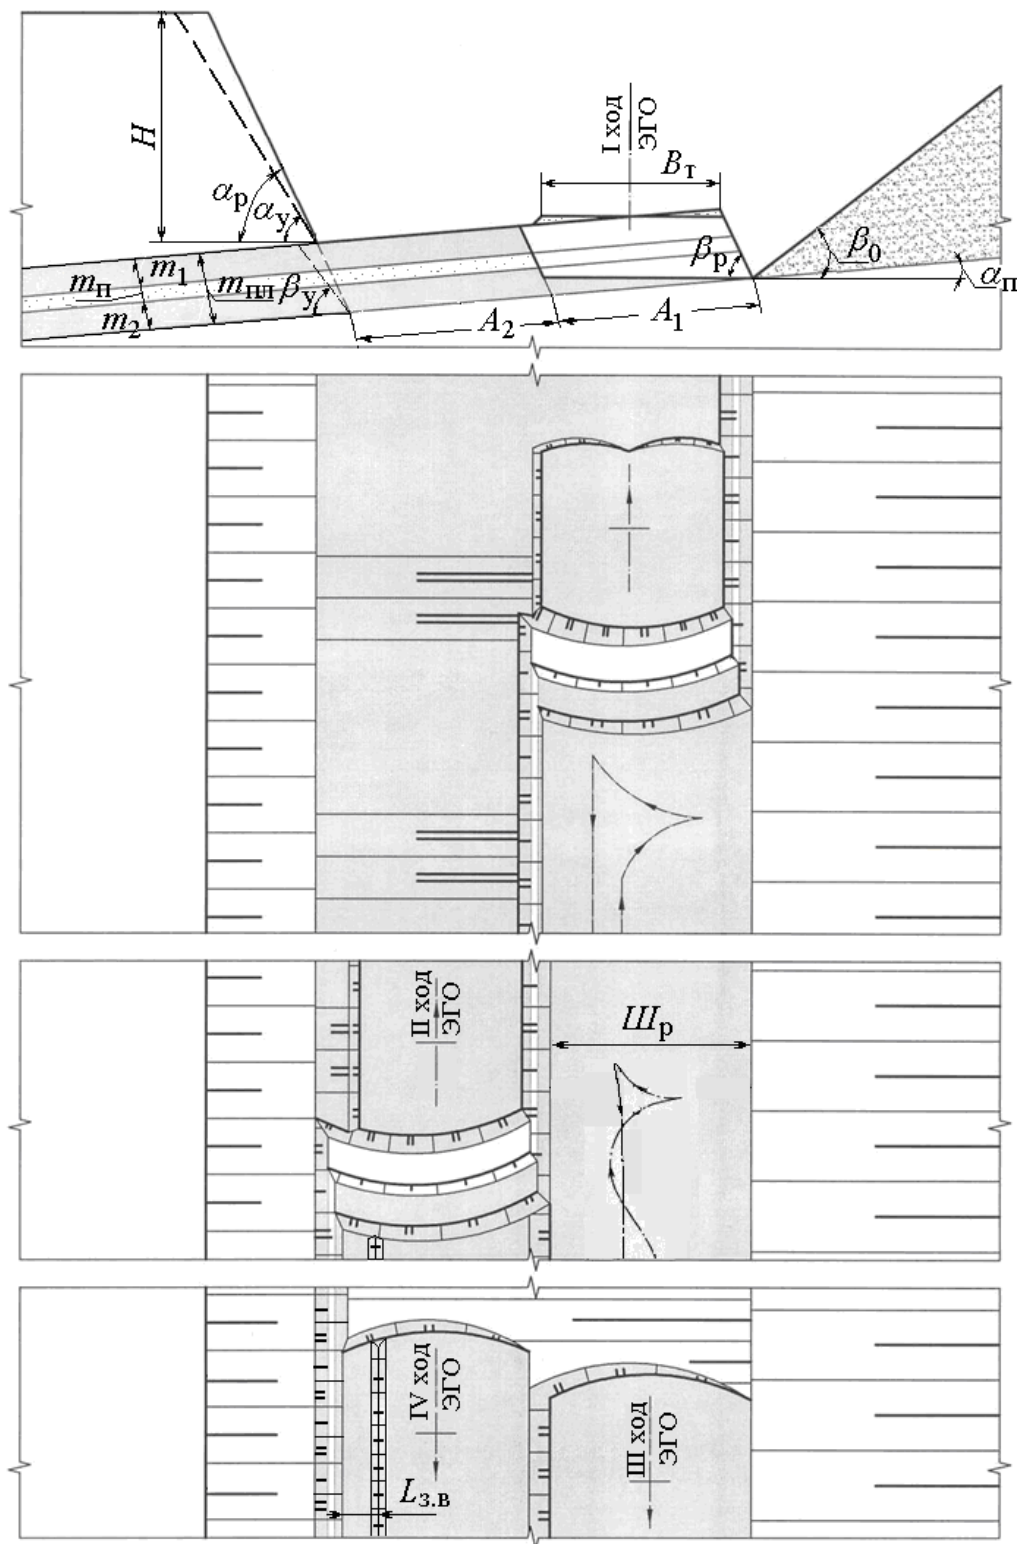 H
αр
αу
I ход
ЭГО
Bт
βр
β0
αп
mп
m1
m2
mпл
βу
A2
A1
II ход
ЭГО
Шр
IV ход
ЭГО
III ход
ЭГО
Lз.в